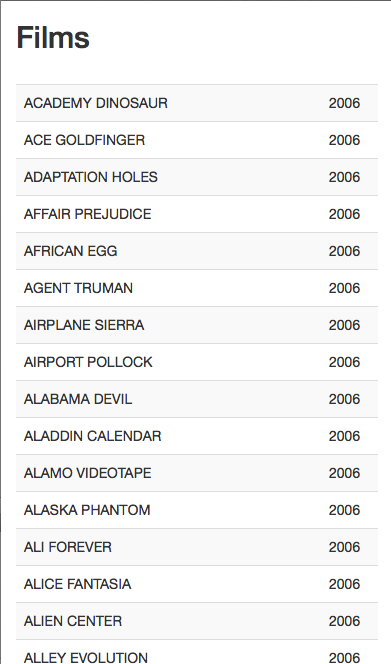 Films
ACADEMY DINOSAUR 2006
ACE GOLDFINGER 2006
ADAPTATION HOLES 2006
AFFAIR PREJUDICE 2006
AFRICAN EGG 2006
AGENT TRUMAN 2006
AIRPLANE SIERRA 2006
AIRPORT POLLOCK 2006
ALABAMA DEVIL 2006
ALADDIN CALENDAR 2006
ALAMO VIDEOTAPE 2006
ALASKA PHANTOM 2006
ALI FOREVER 2006
ALICE FANTASIA 2006
ALIEN CENTER 2006
ALLEY EVOLUTION 2006